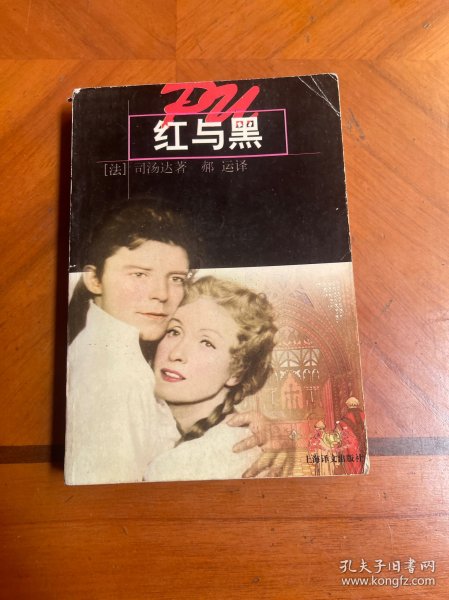 PU
红与黑
[法] 司汤达著 郝 运译
上海译文出版社
孔夫子旧书网
www.kongfz.com